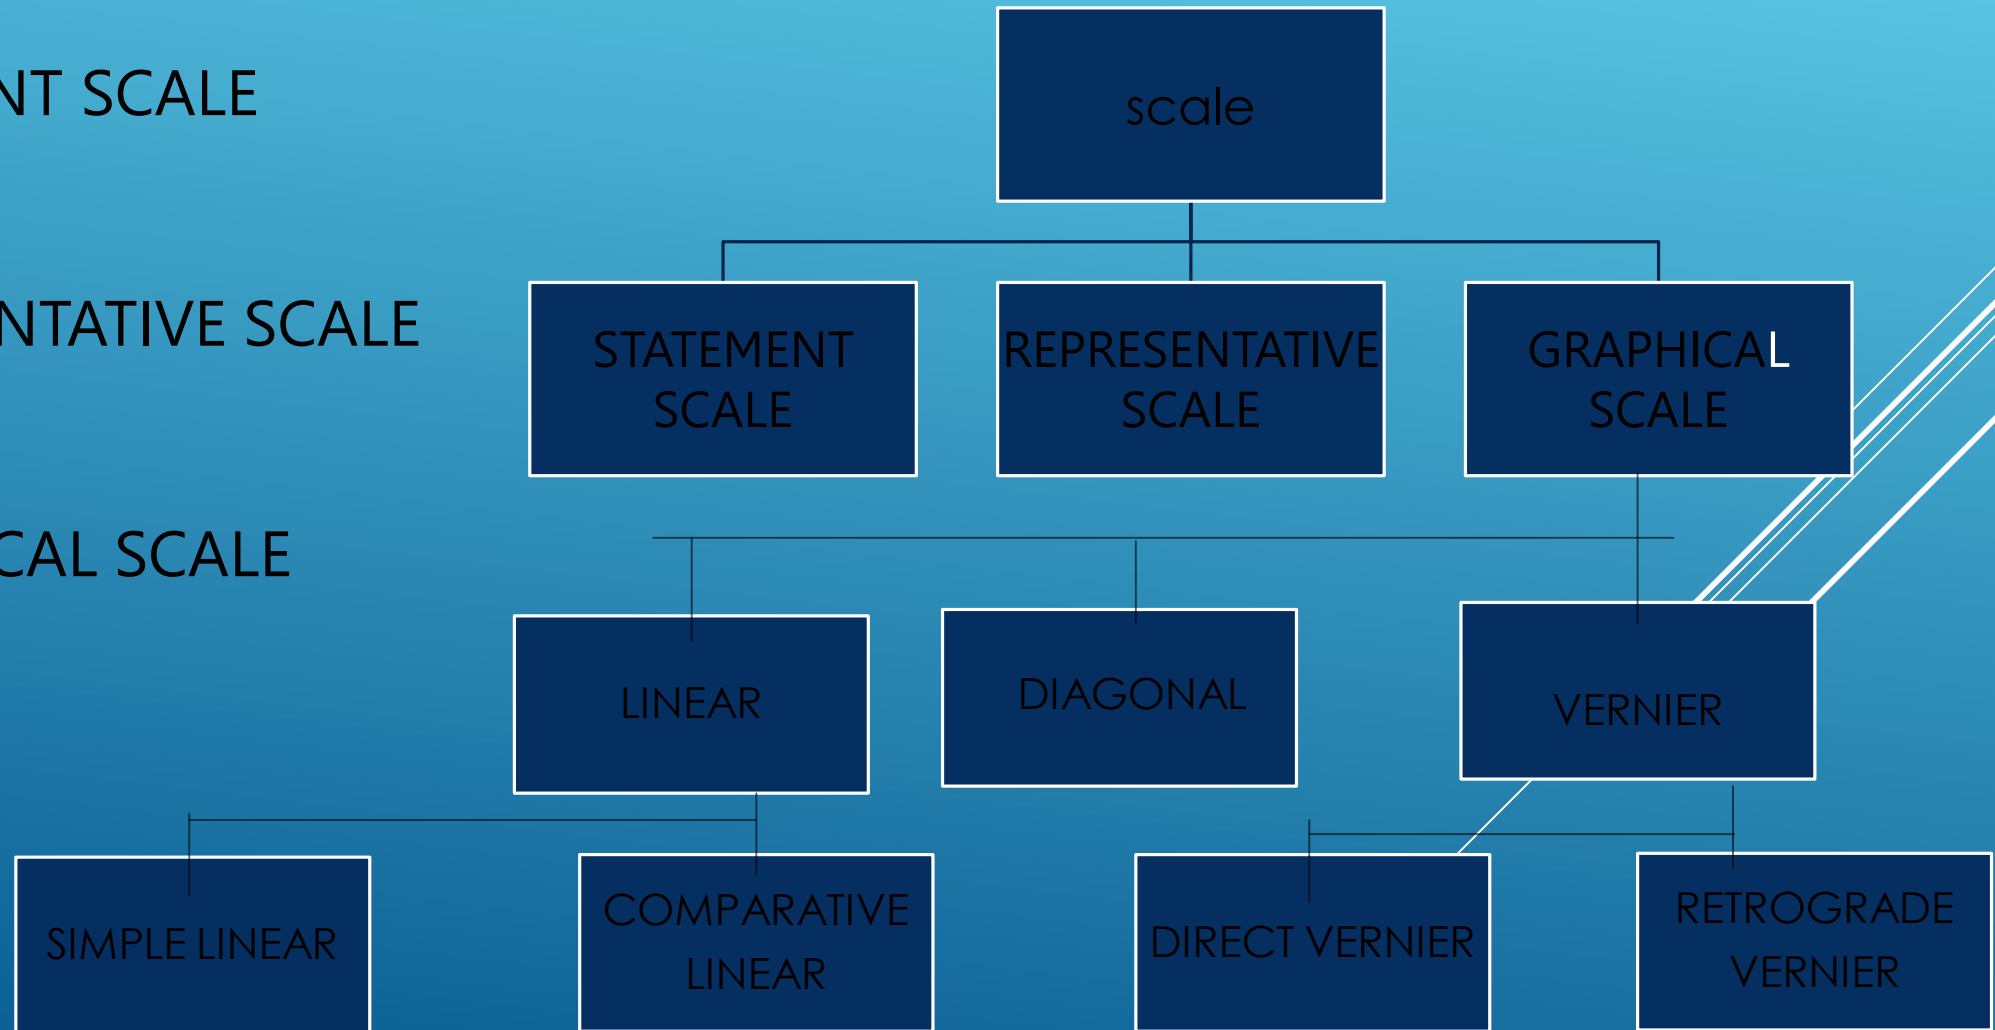 NT SCALE
NTATIVE SCALE
CAL SCALE
scale
STATEMENT
SCALE
REPRESENTATIVE
SCALE
GRAPHICAL
SCALE
LINEAR
DIAGONAL
VERNIER
SIMPLE LINEAR
COMPARATIVE
LINEAR
DIRECT VERNIER
RETROGRADE
VERNIER